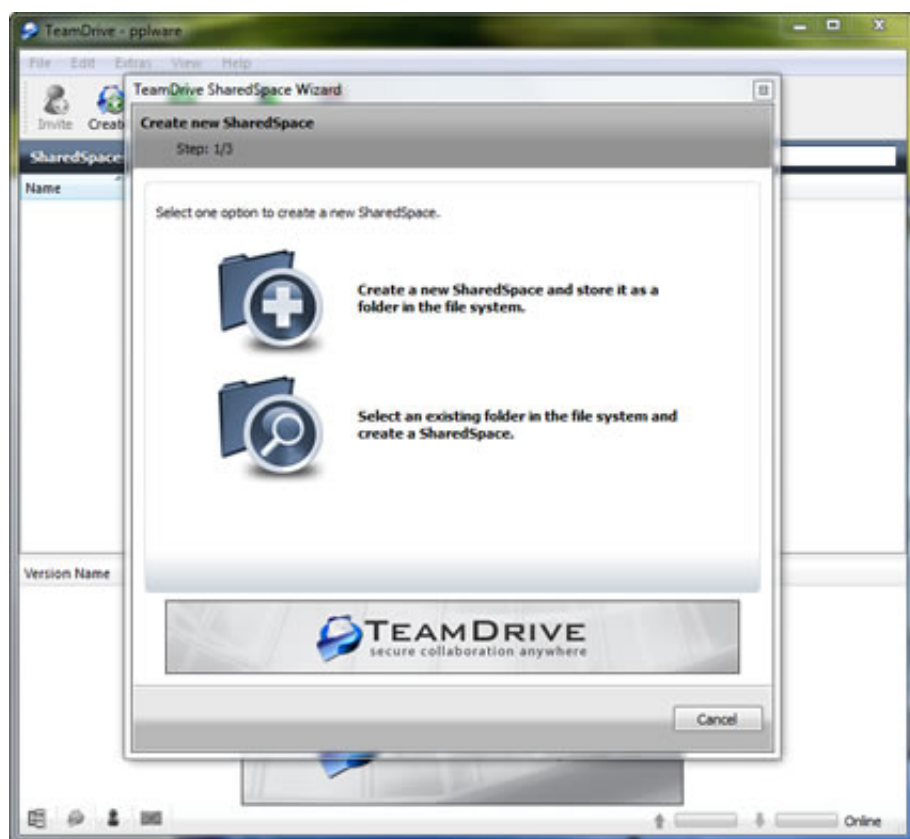 TeamDrive - pplware
File Edit Extras View Help
TeamDrive SharedSpace Wizard
Invite Creat
Create new SharedSpace
Step: 1/3
SharedSpace
Name
Select one option to create a new SharedSpace.
Create a new SharedSpace and store it as a
folder in the file system.
Select an existing folder in the file system and
create a SharedSpace.
Version Name
TEAMDRIVE
secure collaboration anywhere
Cancel
Online